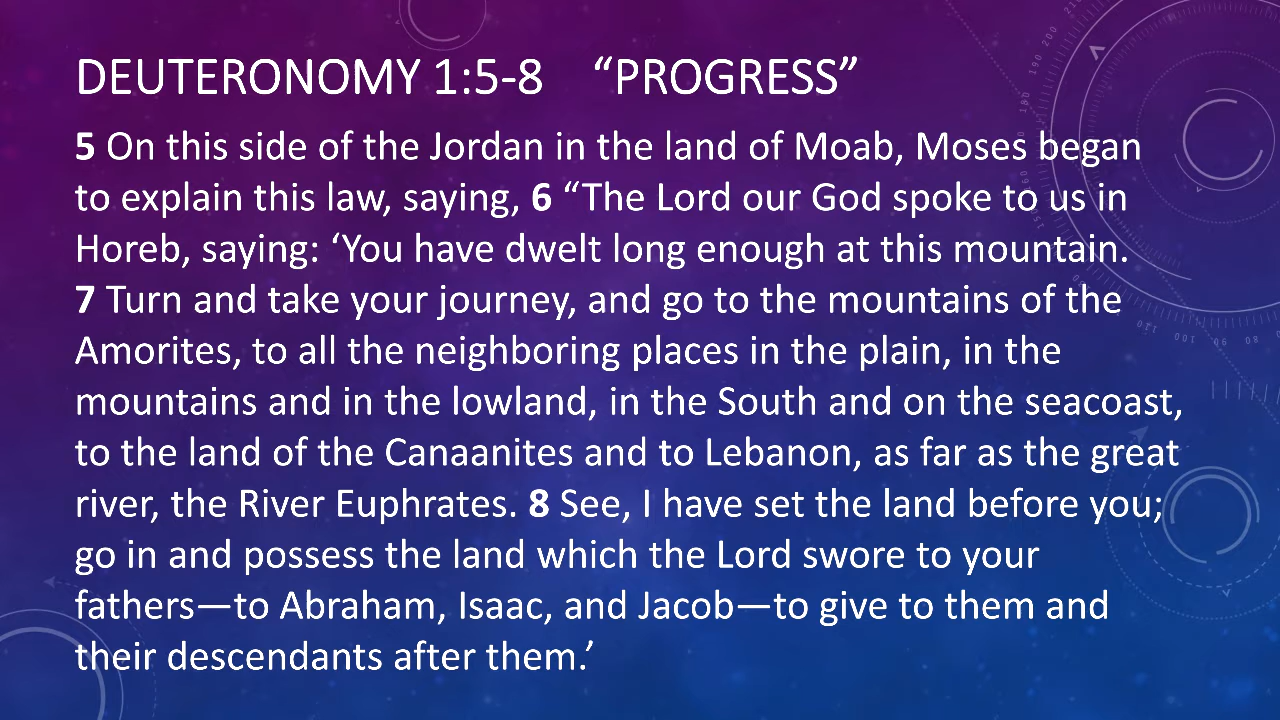 DEUTERONOMY 1:5-8 “PROGRESS”
5 On this side of the Jordan in the land of Moab, Moses began
to explain this law, saying, 6 “The Lord our God spoke to us in
Horeb, saying: ‘You have dwelt long enough at this mountain.
7 Turn and take your journey, and go to the mountains of the
Amorites, to all the neighboring places in the plain, in the
mountains and in the lowland, in the South and on the seacoast,
to the land of the Canaanites and to Lebanon, as far as the great
river, the River Euphrates. 8 See, I have set the land before you;
go in and possess the land which the Lord swore to your
fathers—to Abraham, Isaac, and Jacob—to give to them and
their descendants after them.’